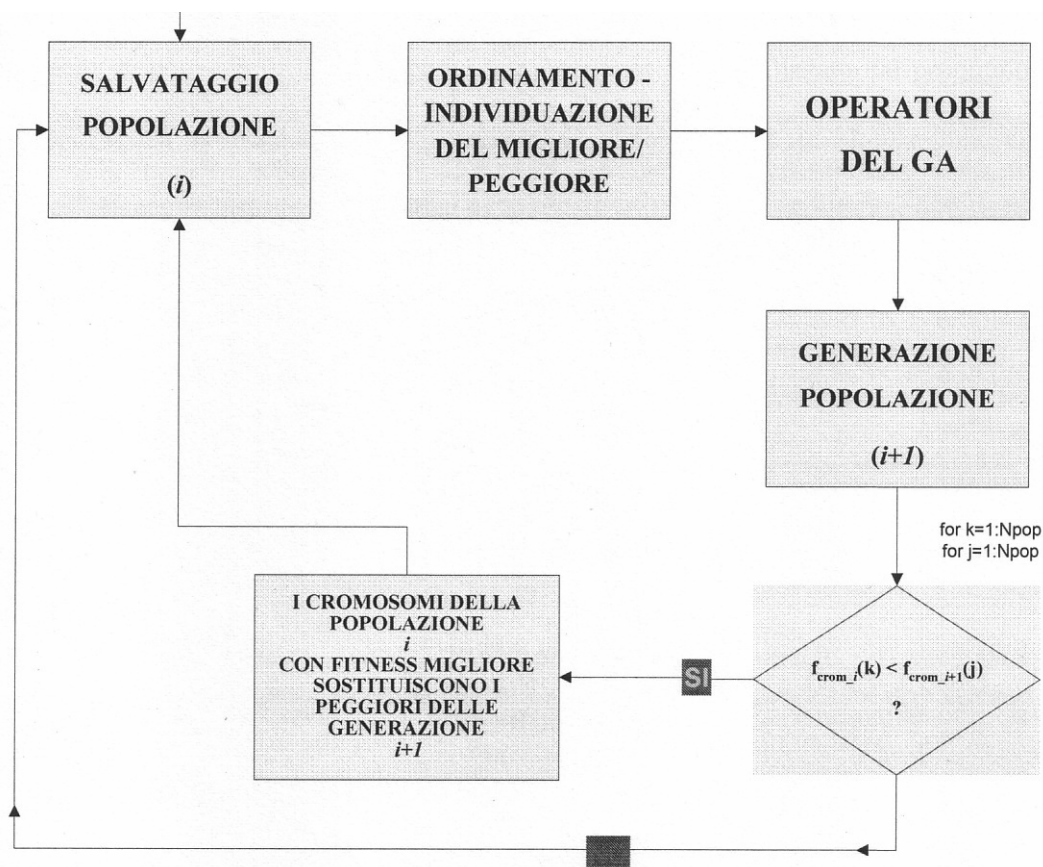 SALVATAGGIO
POPOLAZIONE
(i)
ORDINAMENTO -
INDIVIDUAZIONE
DEL MIGLIORE/
PEGGIORE
OPERATORI
DEL GA
GENERAZIONE
POPOLAZIONE
(i+1)
for k=1:Npop
for j=1:Npop
f_crom_i(k) < f_crom_i+1(j)
?
SI
I CROMOSOMI DELLA
POPOLAZIONE
i
CON FITNESS MIGLIORE
SOSTITUISCONO I
PEGGIORI DELLE
GENERAZIONE
i+1